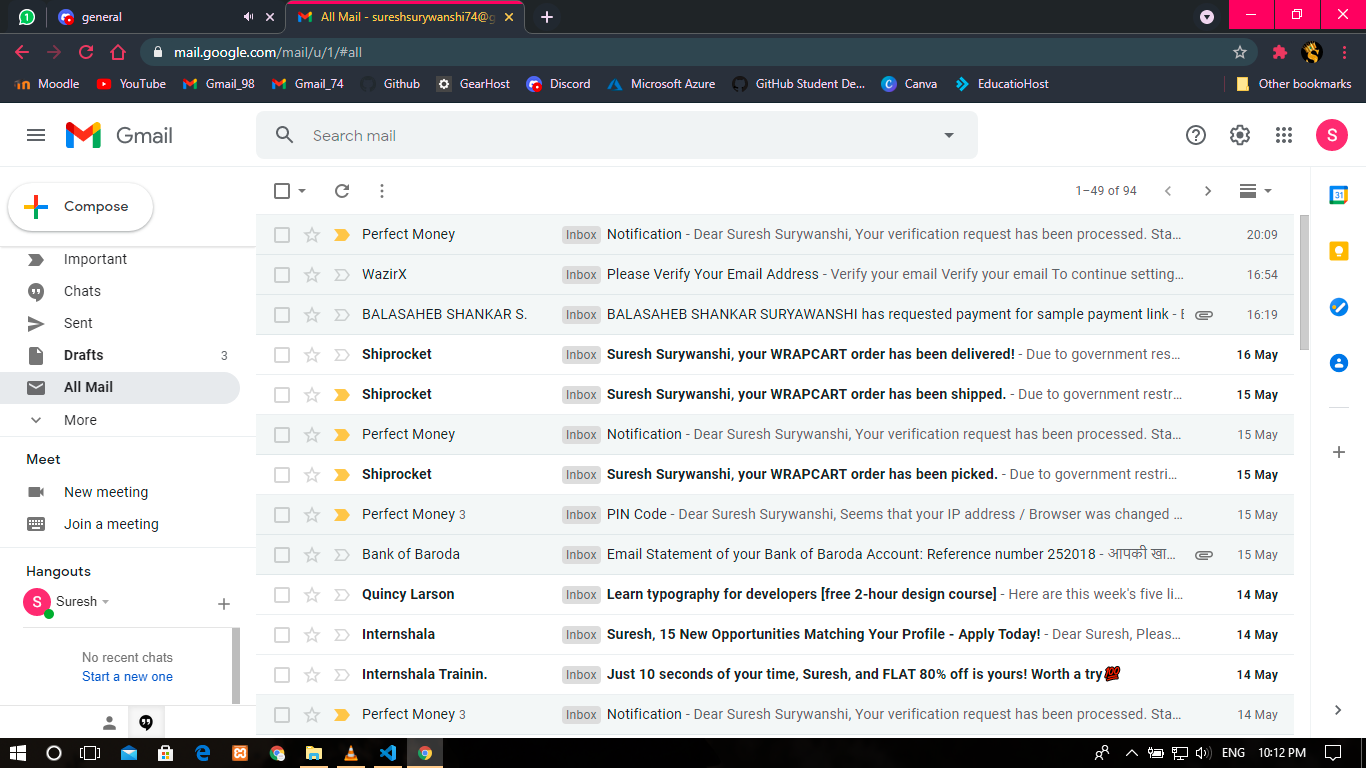 1
general
All Mail - sureshsurywanshi74@g
mail.google.com/mail/u/1/#all
Moodle YouTube Gmail_98 Gmail_74 Github GearHost Discord Microsoft Azure GitHub Student De... Canva EducatioHost Other bookmarks
Gmail
Search mail
S
Compose
1–49 of 94
31
Important
Chats
Sent
Drafts 3
All Mail
More
Meet
New meeting
Join a meeting
Hangouts
S Suresh
No recent chats
Start a new one
Perfect Money Inbox Notification - Dear Suresh Surywanshi, Your verification request has been processed. Sta... 20:09
WazirX Inbox Please Verify Your Email Address - Verify your email Verify your email To continue setting... 16:54
BALASAHEB SHANKAR S. Inbox BALASAHEB SHANKAR SURYAWANSHI has requested payment for sample payment link - 16:19
Shiprocket Inbox Suresh Surywanshi, your WRAPCART order has been delivered! - Due to government res... 16 May
Shiprocket Inbox Suresh Surywanshi, your WRAPCART order has been shipped. - Due to government restr... 15 May
Perfect Money Inbox Notification - Dear Suresh Surywanshi, Your verification request has been processed. Sta... 15 May
Shiprocket Inbox Suresh Surywanshi, your WRAPCART order has been picked. - Due to government restri... 15 May
Perfect Money 3 Inbox PIN Code - Dear Suresh Surywanshi, Seems that your IP address / Browser was changed ... 15 May
Bank of Baroda Inbox Email Statement of your Bank of Baroda Account: Reference number 252018 - आपकी खा... 15 May
Quincy Larson Inbox Learn typography for developers [free 2-hour design course] - Here are this week's five li... 14 May
Internshala Inbox Suresh, 15 New Opportunities Matching Your Profile - Apply Today! - Dear Suresh, Pleas... 14 May
Internshala Trainin. Inbox Just 10 seconds of your time, Suresh, and FLAT 80% off is yours! Worth a try💯 14 May
Perfect Money 3 Inbox Notification - Dear Suresh Surywanshi, Your verification request has been processed. Sta... 14 May
ENG 10:12 PM